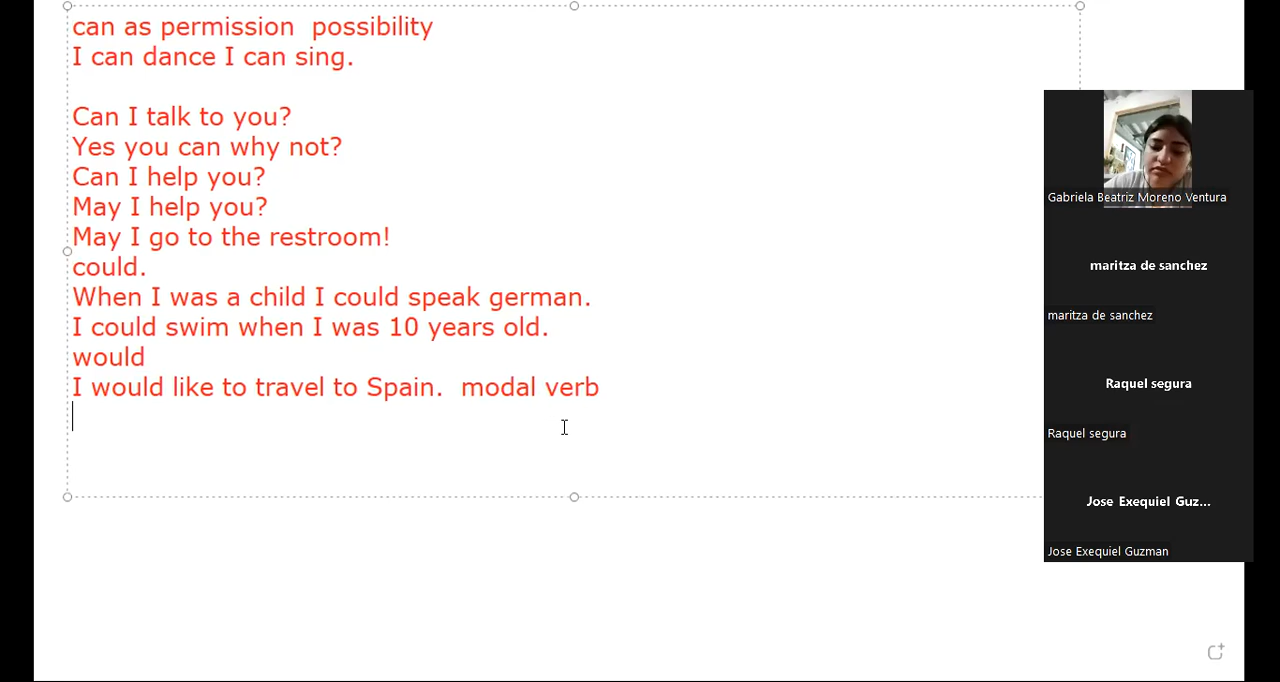 can as permission  possibility
I can dance I can sing.
Can I talk to you?
Yes you can why not?
Can I help you?
May I help you?
May I go to the restroom!
could.
When I was a child I could speak german.
I could swim when I was 10 years old.
would
I would like to travel to Spain.  modal verb
Gabriela Beatriz Moreno Ventura
maritza de sanchez
maritza de sanchez
Raquel segura
Raquel segura
Jose Exequiel Guz...
Jose Exequiel Guzman